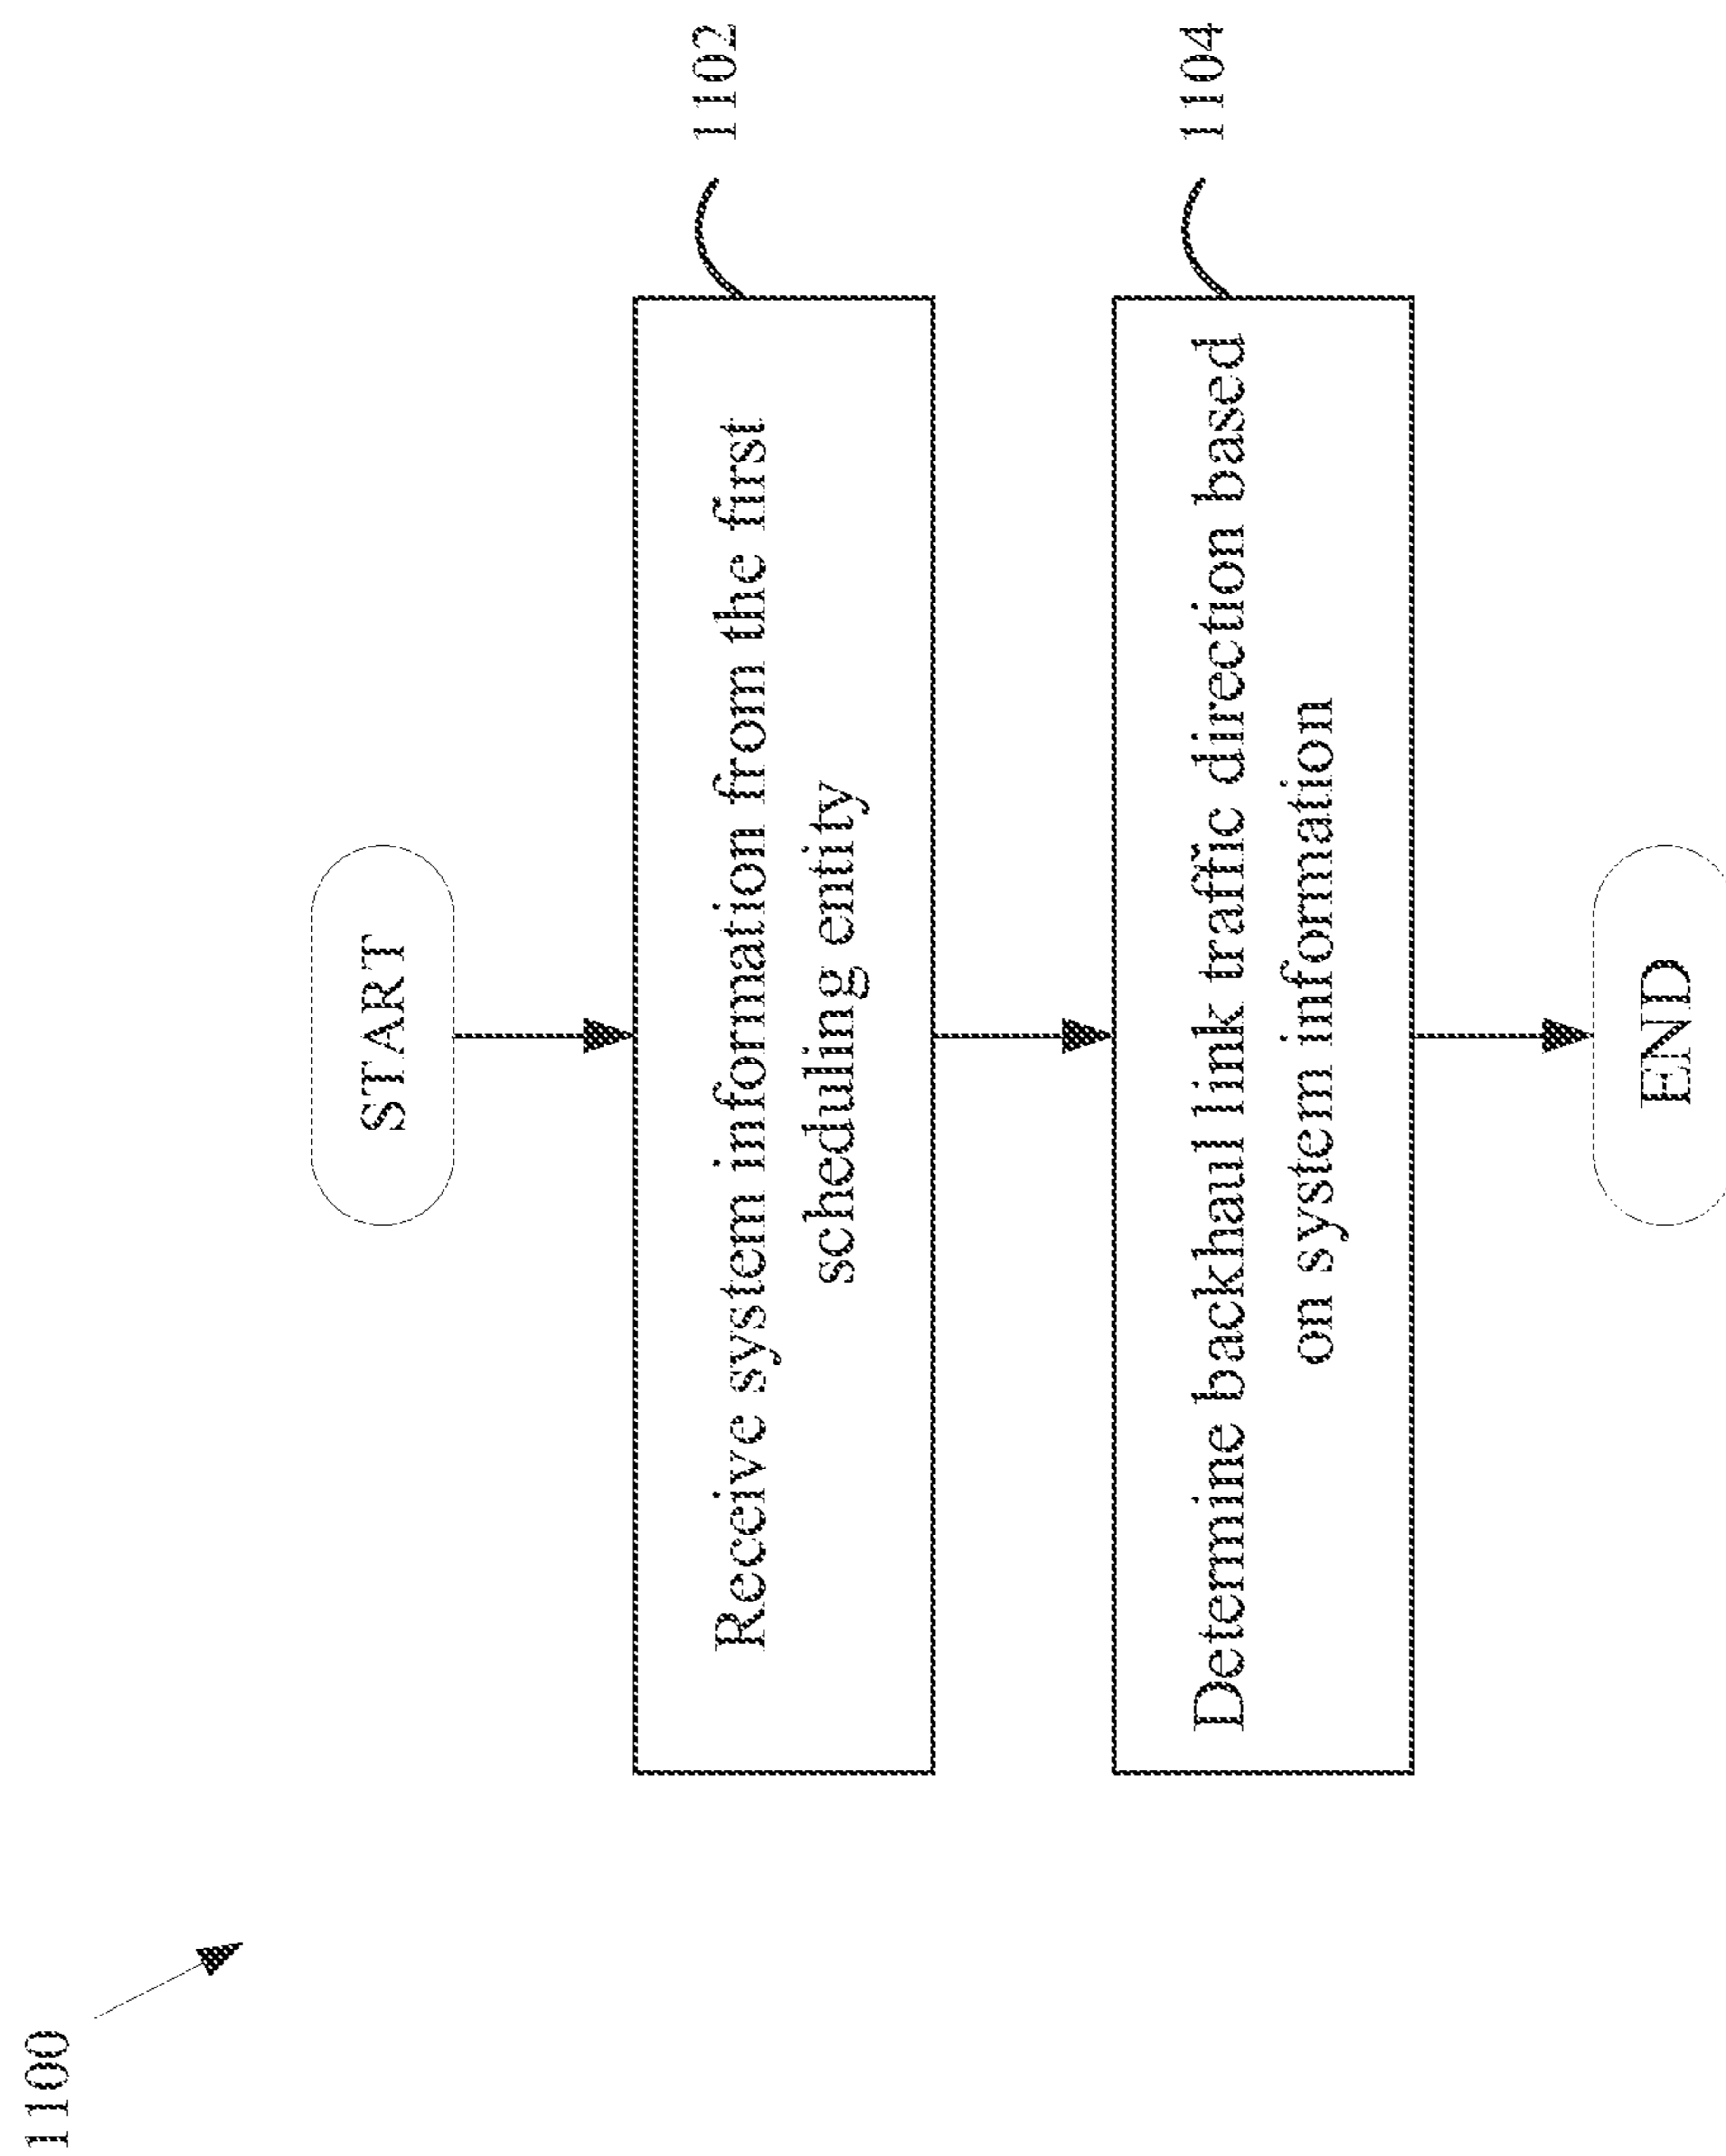 1100
START
Receive system information from the first
scheduling entity
1102
Determine backhaul link traffic direction based
on system information
1104
END